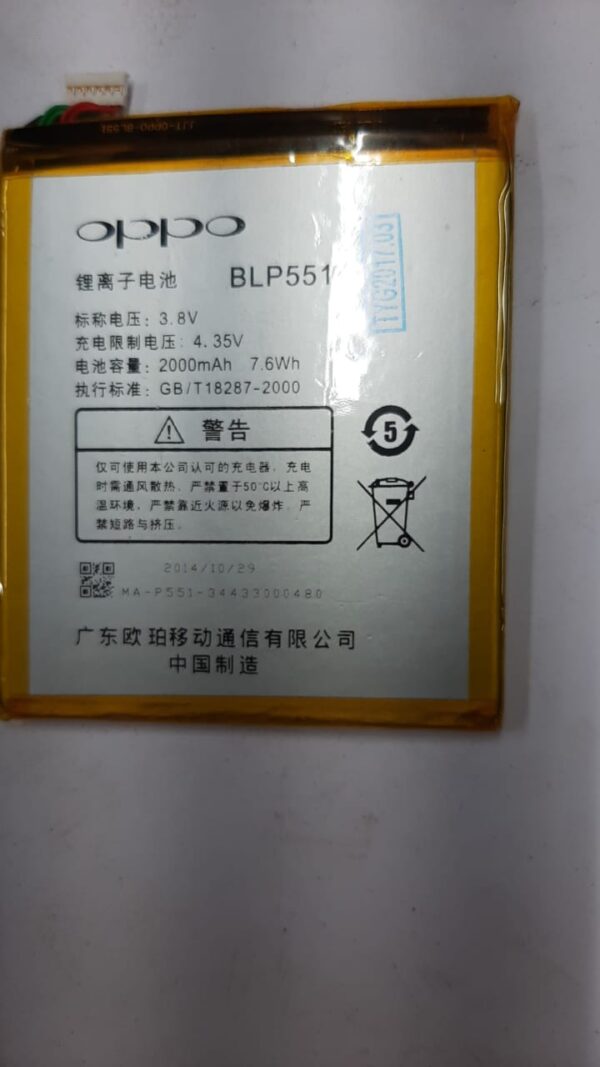 oppo
锂离子电池 BLP551
TYG2017.031
标称电压: 3.8V
充电限制电压: 4.35V
电池容量: 2000mAh 7.6Wh
执行标准: GB/T18287-2000
警告
5
仅可使用本公司认可的充电器，充电
时需通风散热，严禁置于50℃以上高
温环境，严禁靠近火源以免爆炸，严
禁短路与挤压．
2014/10/29
MA-P551-34433000480
广东欧珀移动通信有限公司
中国制造